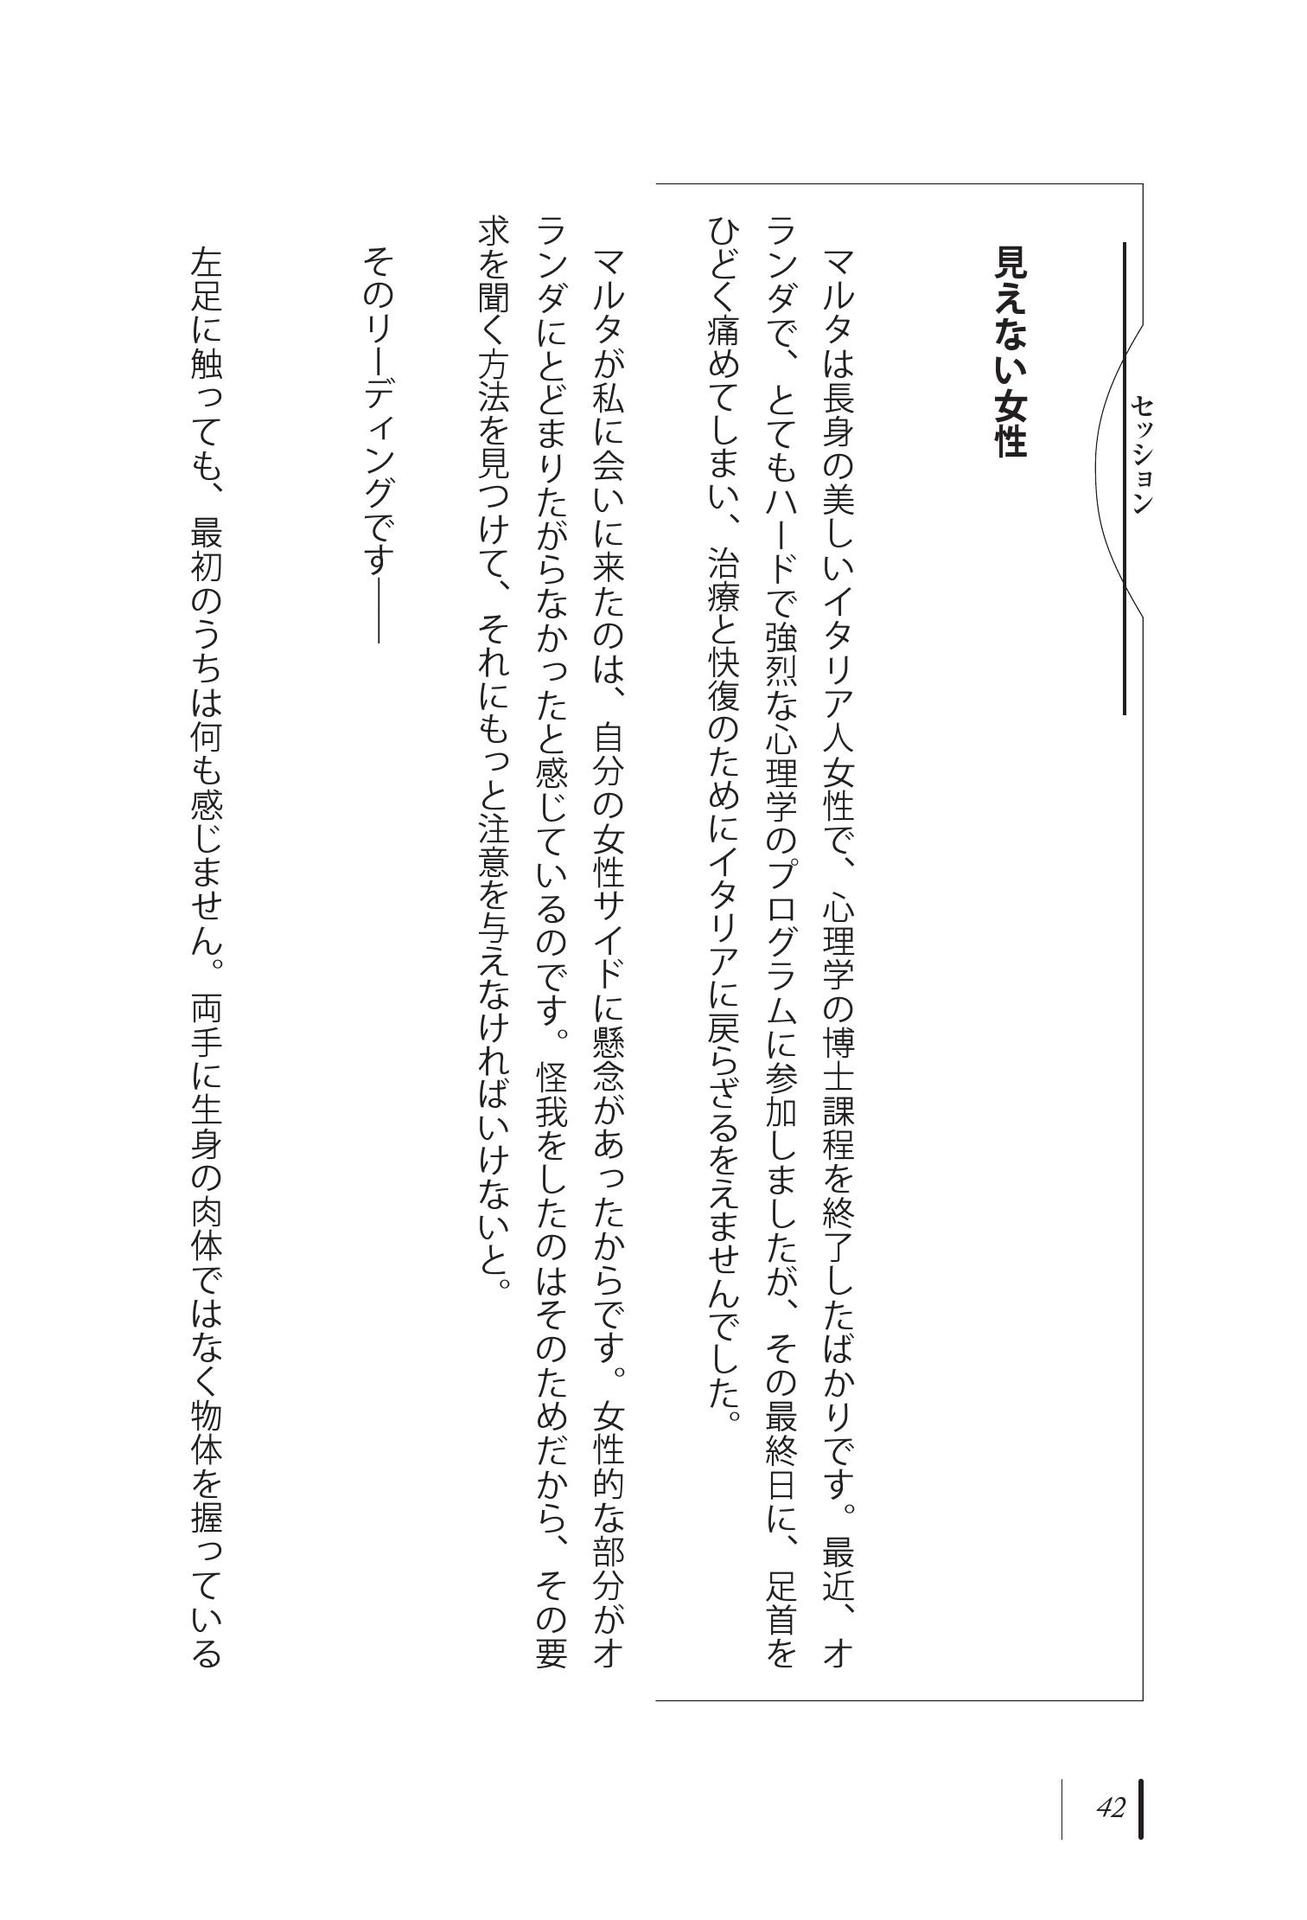 セッション
見えない女性
マルタは長身の美しいイタリア人女性で、心理学の博士課程を終了したばかりです。最近、オ
ランダで、とてもハードで強烈な心理学のプログラムに参加しましたが、その最終日に、足首を
ひどく痛めてしまい、治療と快復のためにイタリアに戻らざるをえませんでした。
マルタが私に会いに来たのは、自分の女性サイドに懸念があったからです。女性的な部分がオ
ランダにとどまりたがらなかったと感じているのです。怪我をしたのはそのためだから、その要
求を聞く方法を見つけて、それにもっと注意を与えなければいけないと。
そのリーディングです――
左足に触っても、最初のうちは何も感じません。両手に生身の肉体ではなく物体を握っている
42